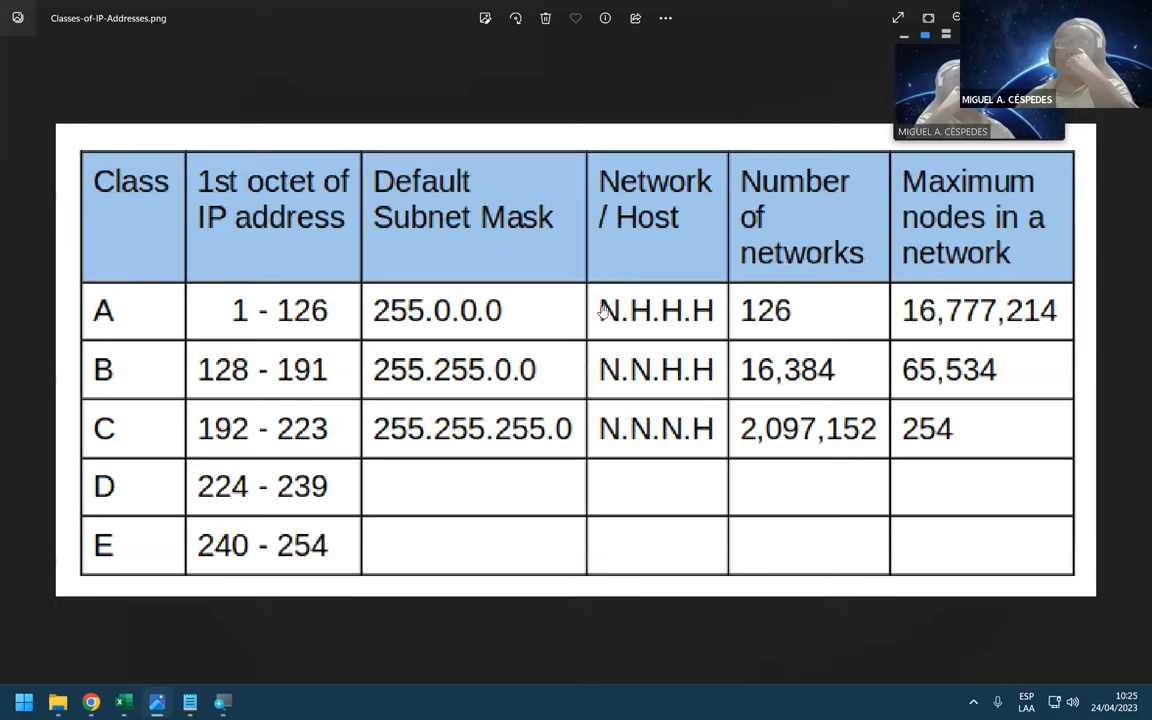 Classes-of-IP-Addresses.png
MIGUEL A. CÉSPEDES
MIGUEL A. CÉSPEDES
Class 1st octet of IP address Default Subnet Mask Network / Host Number of networks Maximum nodes in a network
A 1 - 126 255.0.0.0 N.H.H.H 126 16,777,214
B 128 - 191 255.255.0.0 N.N.H.H 16,384 65,534
C 192 - 223 255.255.255.0 N.N.N.H 2,097,152 254
D 224 - 239
E 240 - 254
ESP 10:25
LAA 24/04/2023